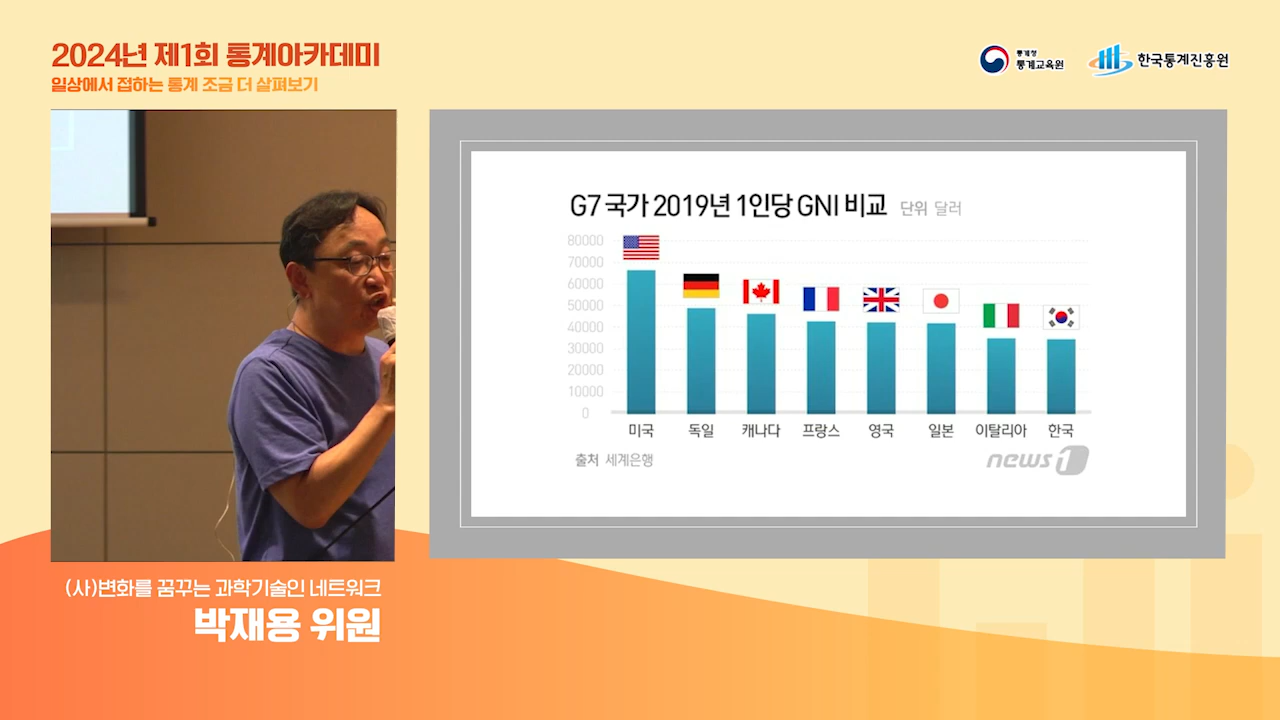 2024년 제1회 통계아카데미
일상에서 접하는 통계 조금 더 살펴보기
통계청
통계교육원
한국통계진흥원
G7 국가 2019년 1인당 GNI 비교 단위 달러
80000
70000
60000
50000
40000
30000
20000
10000
0
미국 독일 캐나다 프랑스 영국 일본 이탈리아 한국
출처 세계은행
news1
(사)변화를 꿈꾸는 과학기술인 네트워크
박재용 위원